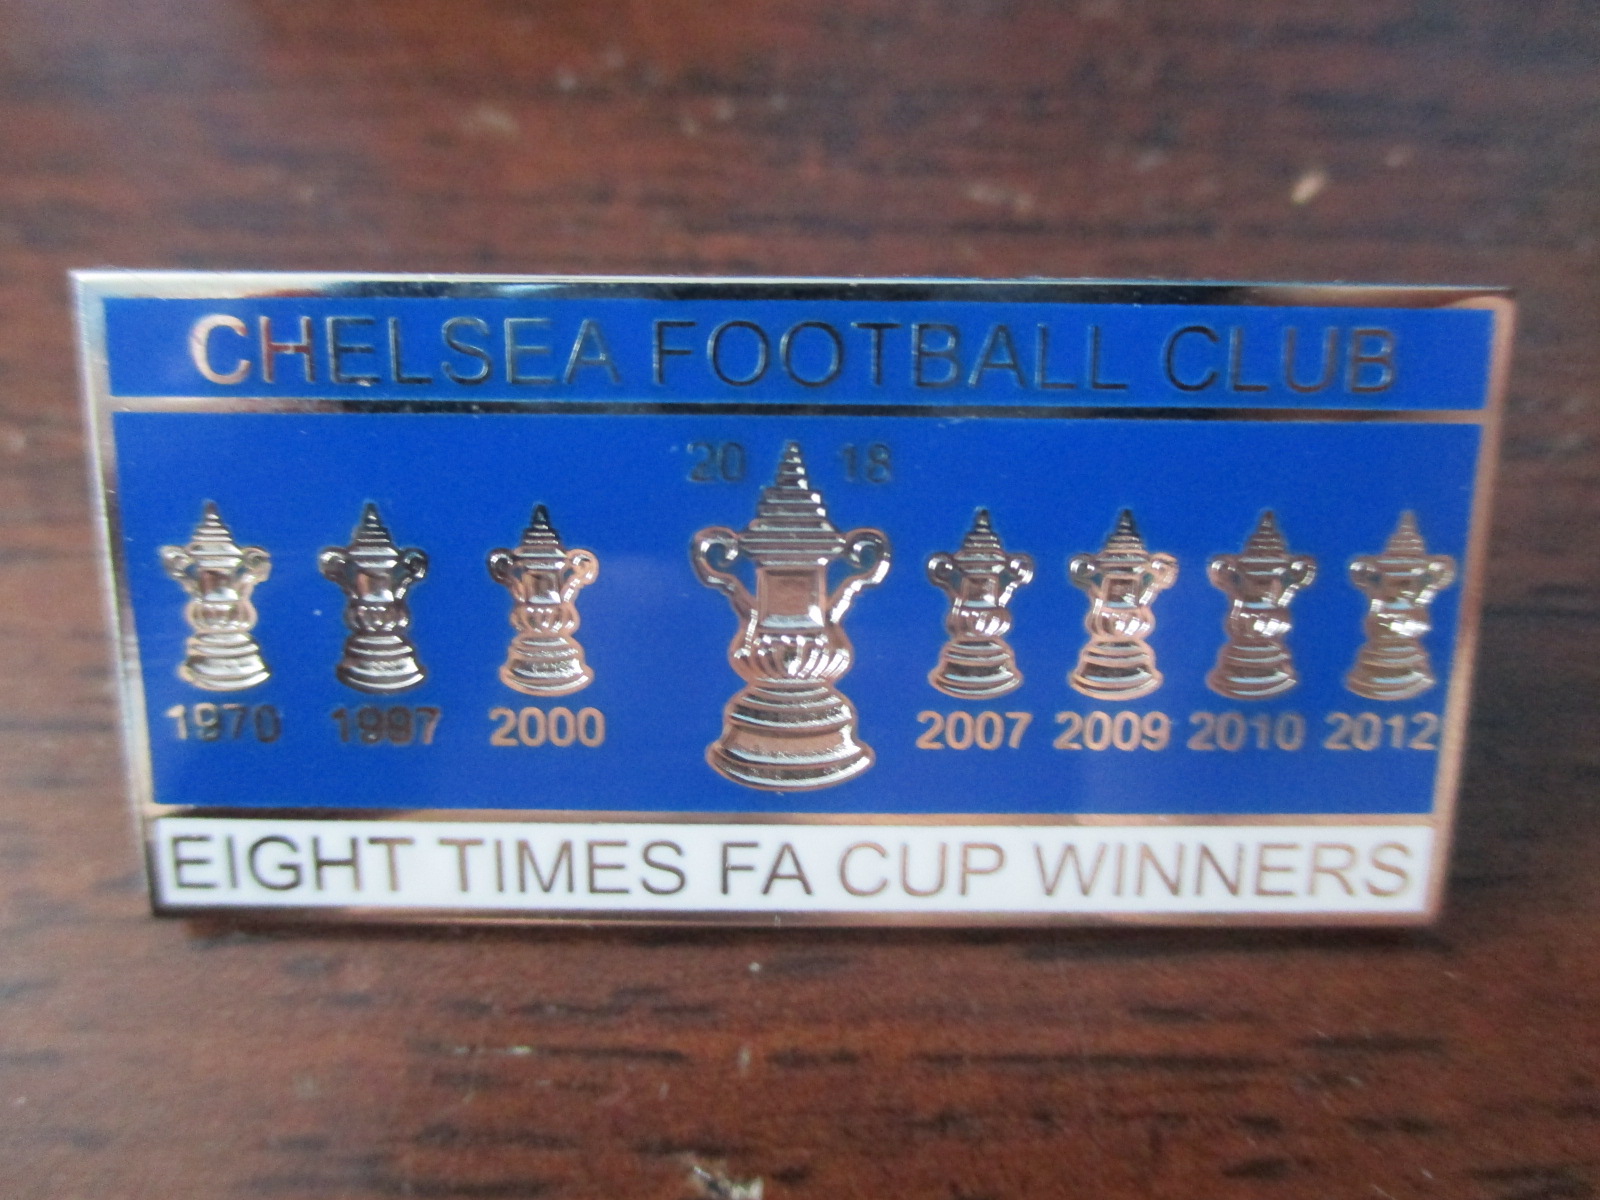 CHELSEA FOOTBALL CLUB
20 18
1970 1997 2000 2007 2009 2010 2012
EIGHT TIMES FA CUP WINNERS